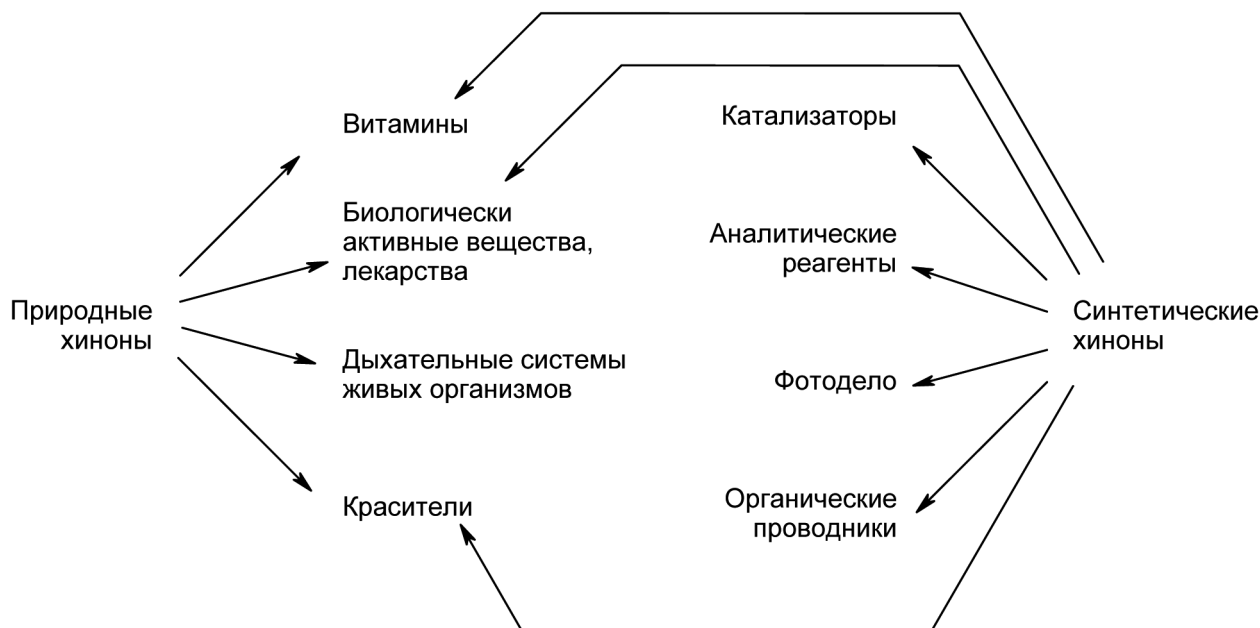 Витамины
Катализаторы
Биологически
активные вещества,
лекарства
Аналитические
реагенты
Природные
хиноны
Синтетические
хиноны
Дыхательные системы
живых организмов
Фотодело
Красители
Органические
проводники